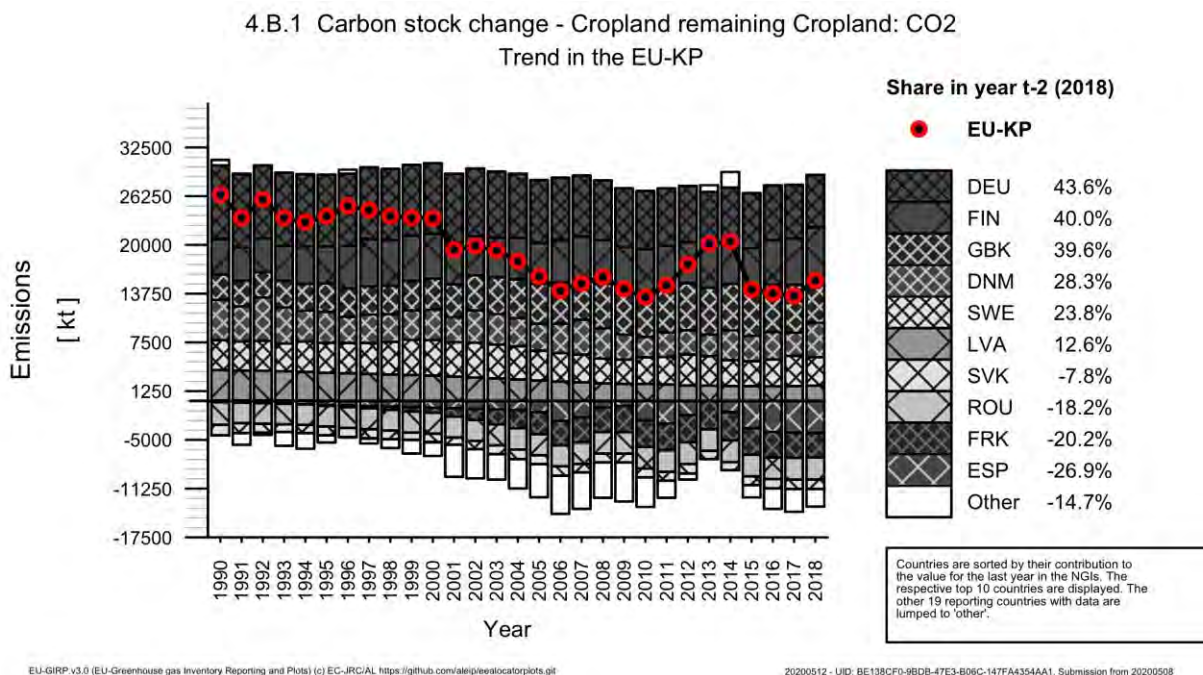 4.B.1 Carbon stock change - Cropland remaining Cropland: CO2
Trend in the EU-KP
Share in year t-2 (2018)
EU-KP
DEU 43.6%
FIN 40.0%
GBK 39.6%
DNM 28.3%
SWE 23.8%
LVA 12.6%
SVK -7.8%
ROU -18.2%
FRK -20.2%
ESP -26.9%
Other -14.7%
Emissions
[ kt ]
32500
26250
20000
13750
7500
1250
-5000
-11250
-17500
1990 1991 1992 1993 1994 1995 1996 1997 1998 1999 2000 2001 2002 2003 2004 2005 2006 2007 2008 2009 2010 2011 2012 2013 2014 2015 2016 2017 2018
Year
Countries are sorted by their contribution to
the value for the last year in the NGIs. The
respective top 10 countries are displayed. The
other 19 reporting countries with data are
lumped to 'other'.
EU-GIRP.v3.0 (EU-Greenhouse gas Inventory Reporting and Plots) (c) EC-JRC/AL https://github.com/aleip/eealocatorplots.git
20200512 - UID: BE138CF0-9BDB-47E3-B06C-147FA4354AA1. Submission from 20200508